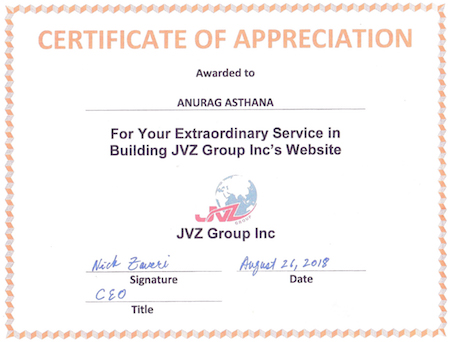 CERTIFICATE OF APPRECIATION
Awarded to
ANURAG ASTHANA
For Your Extraordinary Service in
Building JVZ Group Inc's Website
JVZ
GROUP
JVZ Group Inc
Nick Zaveri August 26, 2018
Signature Date
CEO
Title